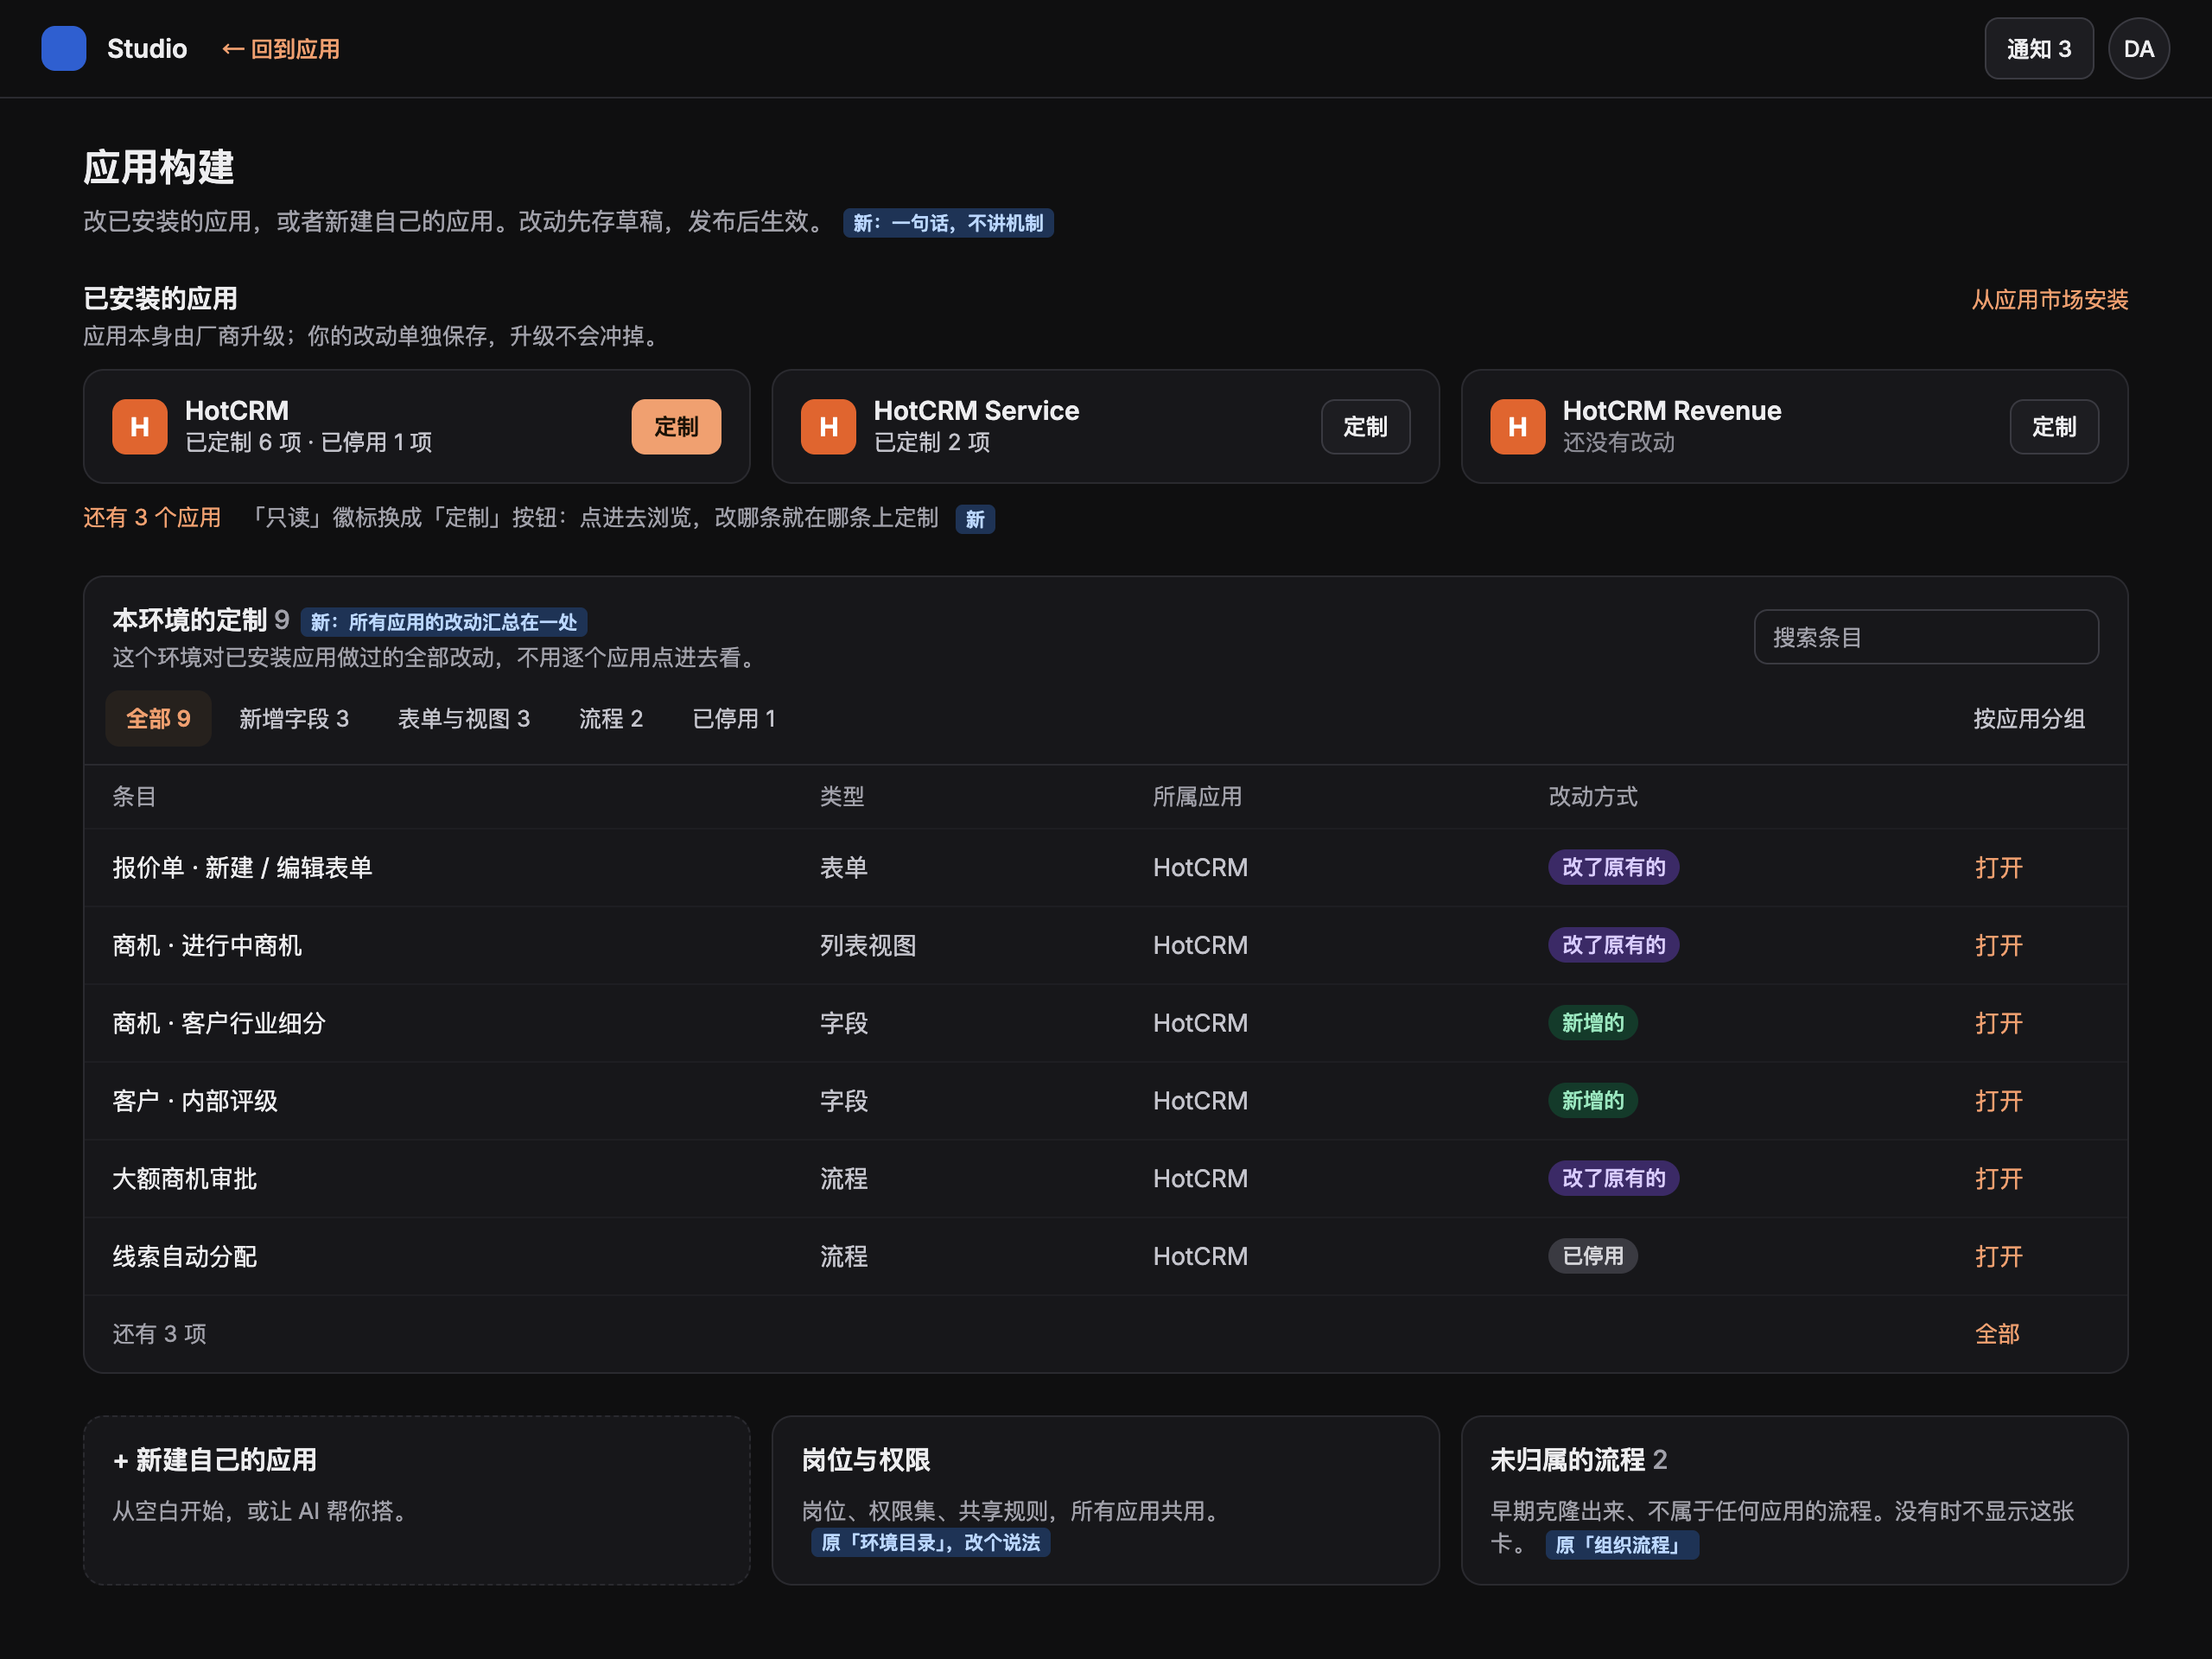 Studio ← 回到应用 通知 3 DA
应用构建
改已安装的应用，或者新建自己的应用。改动先存草稿，发布后生效。 新：一句话，不讲机制
已安装的应用 从应用市场安装
应用本身由厂商升级；你的改动单独保存，升级不会冲掉。
H HotCRM 已定制 6 项 · 已停用 1 项 定制
H HotCRM Service 已定制 2 项 定制
H HotCRM Revenue 还没有改动 定制
还有 3 个应用 「只读」徽标换成「定制」按钮：点进去浏览，改哪条就在哪条上定制 新
本环境的定制 9 新：所有应用的改动汇总在一处 搜索条目
这个环境对已安装应用做过的全部改动，不用逐个应用点进去看。
全部 9 新增字段 3 表单与视图 3 流程 2 已停用 1 按应用分组
条目 类型 所属应用 改动方式
报价单 · 新建 / 编辑表单 表单 HotCRM 改了原有的 打开
商机 · 进行中商机 列表视图 HotCRM 改了原有的 打开
商机 · 客户行业细分 字段 HotCRM 新增的 打开
客户 · 内部评级 字段 HotCRM 新增的 打开
大额商机审批 流程 HotCRM 改了原有的 打开
线索自动分配 流程 HotCRM 已停用 打开
还有 3 项 全部
+ 新建自己的应用
从空白开始，或让 AI 帮你搭。
岗位与权限
岗位、权限集、共享规则，所有应用共用。
原「环境目录」，改个说法
未归属的流程 2
早期克隆出来、不属于任何应用的流程。没有时不显示这张
卡。 原「组织流程」